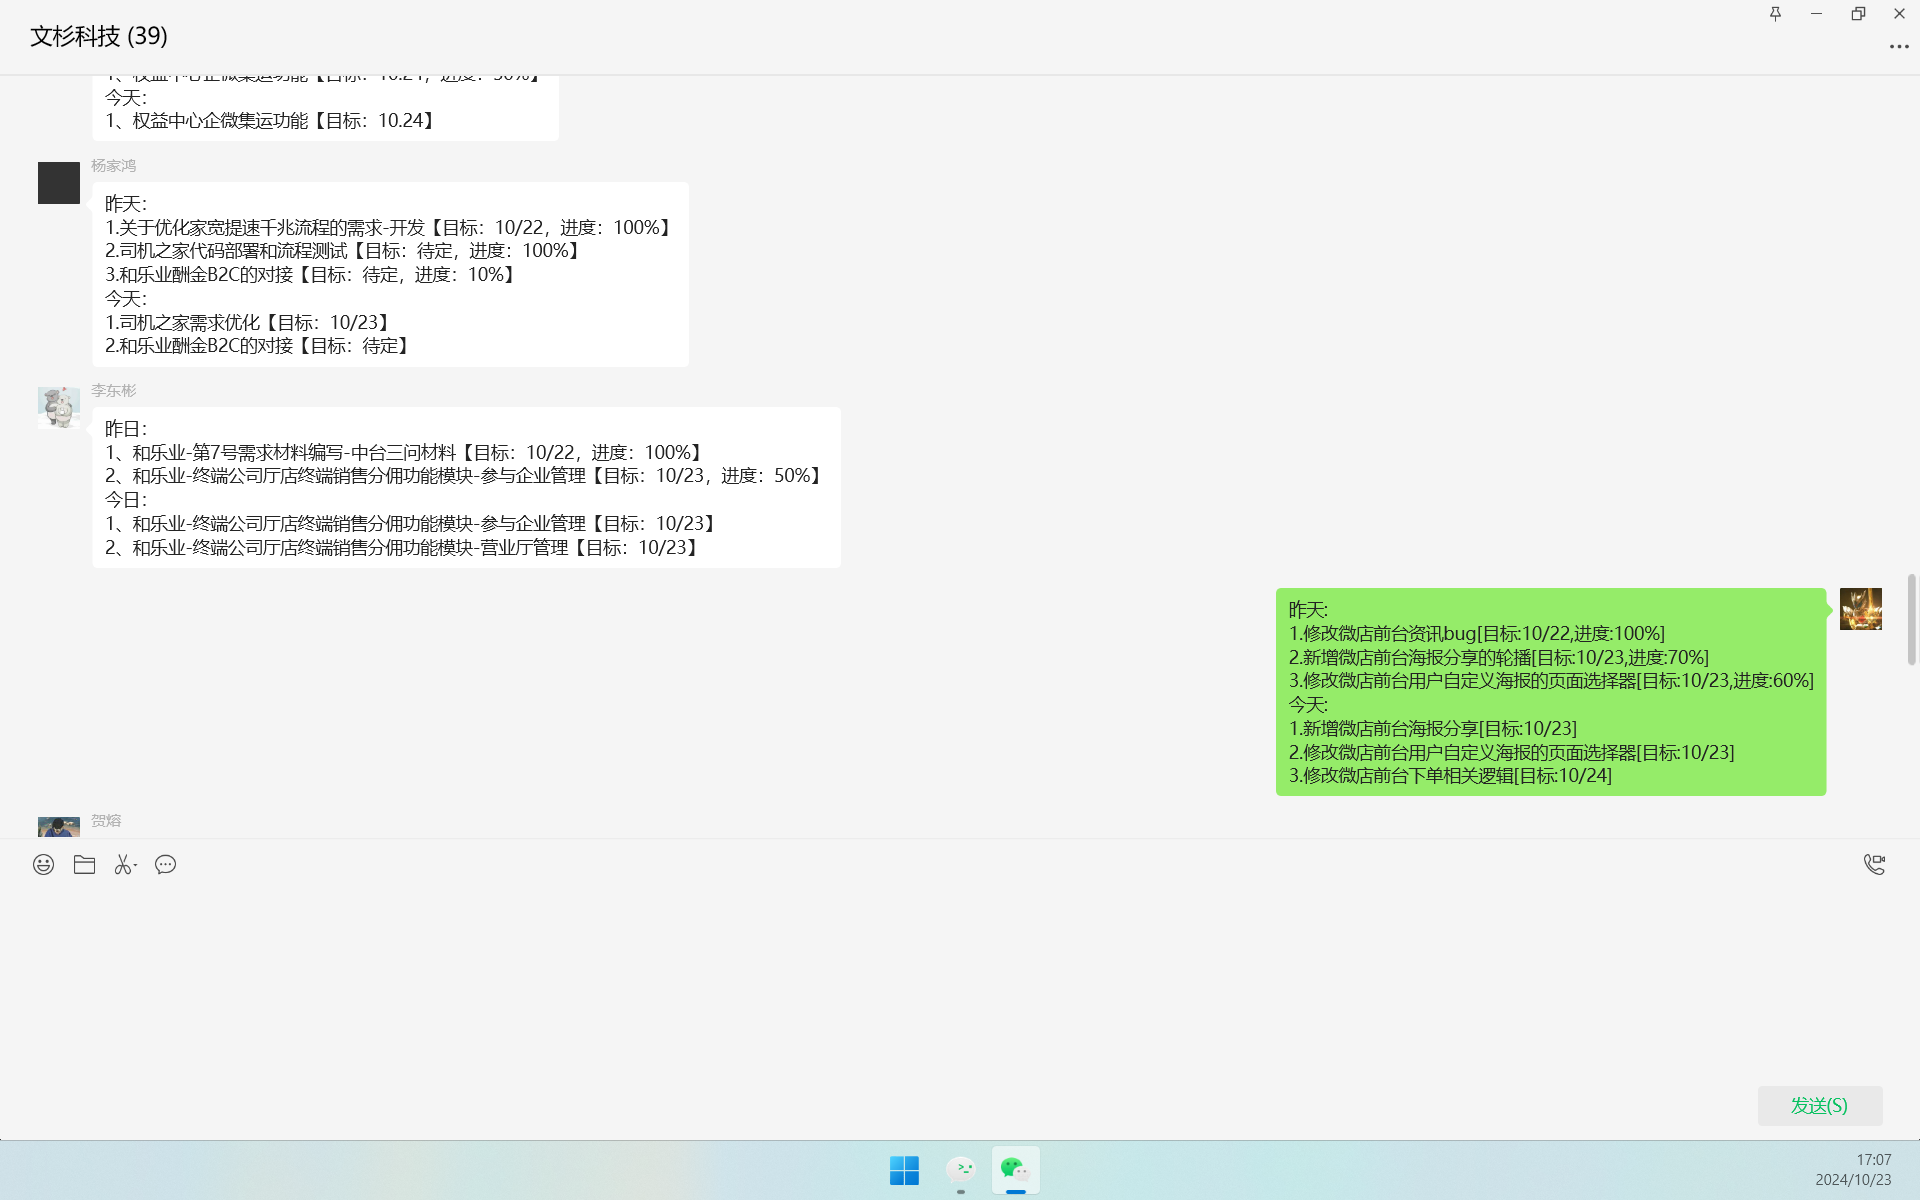 文杉科技 (39)
1、权益中心企微集运功能【目标：10.24，进度：50%】
今天：
1、权益中心企微集运功能【目标：10.24】
杨家鸿
昨天：
1.关于优化家宽提速千兆流程的需求-开发【目标：10/22，进度：100%】
2.司机之家代码部署和流程测试【目标：待定，进度：100%】
3.和乐业酬金B2C的对接【目标：待定，进度：10%】
今天：
1.司机之家需求优化【目标：10/23】
2.和乐业酬金B2C的对接【目标：待定】
李东彬
昨日：
1、和乐业-第7号需求材料编写-中台三问材料【目标：10/22，进度：100%】
2、和乐业-终端公司厅店终端销售分佣功能模块-参与企业管理【目标：10/23，进度：50%】
今日：
1、和乐业-终端公司厅店终端销售分佣功能模块-参与企业管理【目标：10/23】
2、和乐业-终端公司厅店终端销售分佣功能模块-营业厅管理【目标：10/23】
昨天:
1.修改微店前台资讯bug[目标:10/22,进度:100%]
2.新增微店前台海报分享的轮播[目标:10/23,进度:70%]
3.修改微店前台用户自定义海报的页面选择器[目标:10/23,进度:60%]
今天:
1.新增微店前台海报分享[目标:10/23]
2.修改微店前台用户自定义海报的页面选择器[目标:10/23]
3.修改微店前台下单相关逻辑[目标:10/24]
贺熔
发送(S)
17:07
2024/10/23